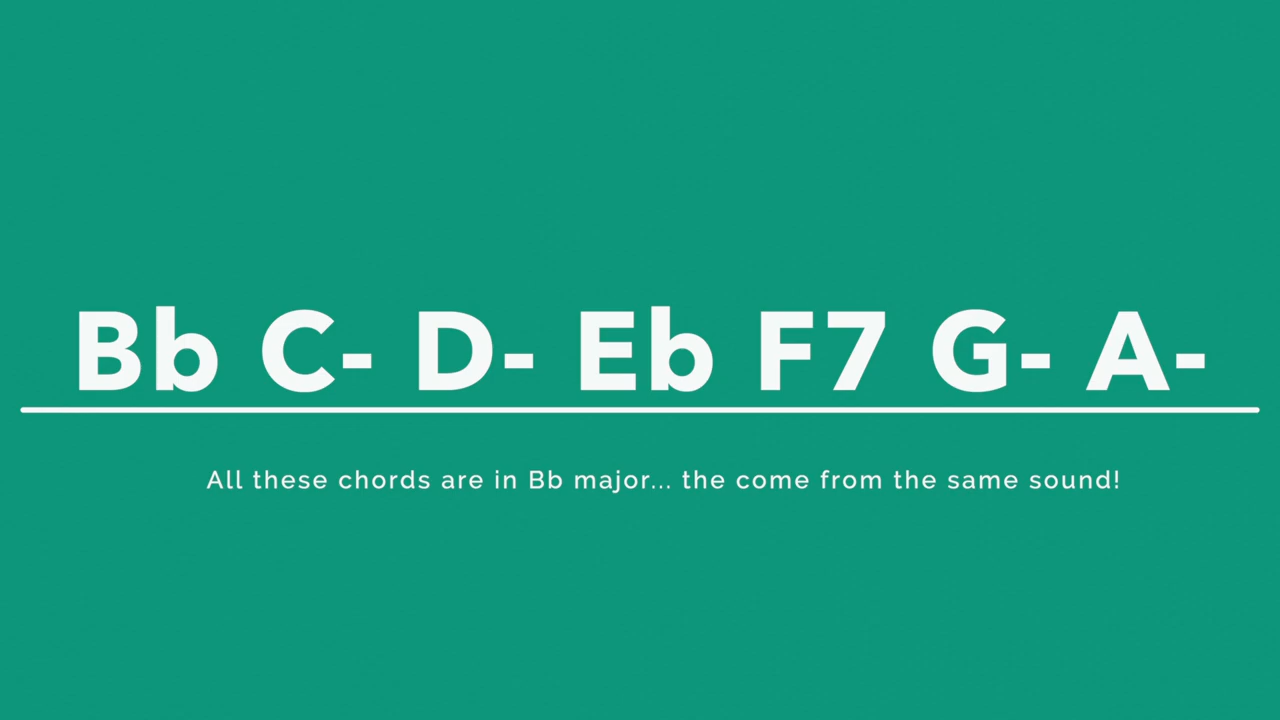 Bb C- D- Eb F7 G- A-
All these chords are in Bb major... the come from the same sound!